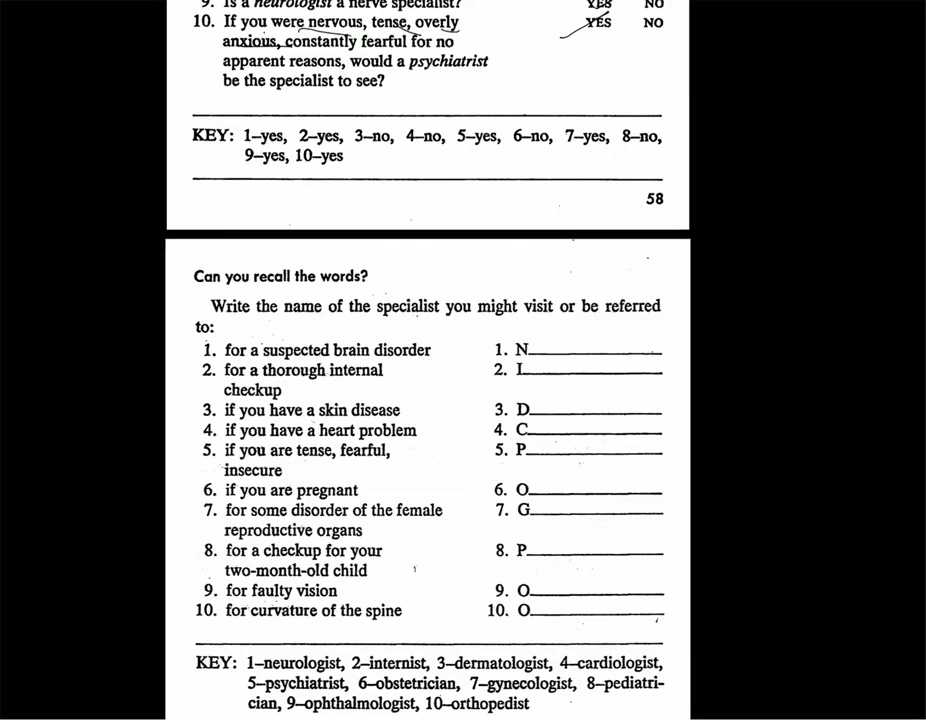 9. Is a neurologist a nerve specialist? YES NO
10. If you were nervous, tense, overly YES NO
anxious, constantly fearful for no
apparent reasons, would a psychiatrist
be the specialist to see?
KEY: 1–yes, 2–yes, 3–no, 4–no, 5–yes, 6–no, 7–yes, 8–no,
9–yes, 10–yes
58
Can you recall the words?
Write the name of the specialist you might visit or be referred
to:
1. for a suspected brain disorder 1. N
2. for a thorough internal 2. I
checkup
3. if you have a skin disease 3. D
4. if you have a heart problem 4. C
5. if you are tense, fearful, 5. P
insecure
6. if you are pregnant 6. O
7. for some disorder of the female 7. G
reproductive organs
8. for a checkup for your 8. P
two-month-old child
9. for faulty vision 9. O
10. for curvature of the spine 10. O
KEY: 1–neurologist, 2–internist, 3–dermatologist, 4–cardiologist,
5–psychiatrist, 6–obstetrician, 7–gynecologist, 8–pediatri-
cian, 9–ophthalmologist, 10–orthopedist